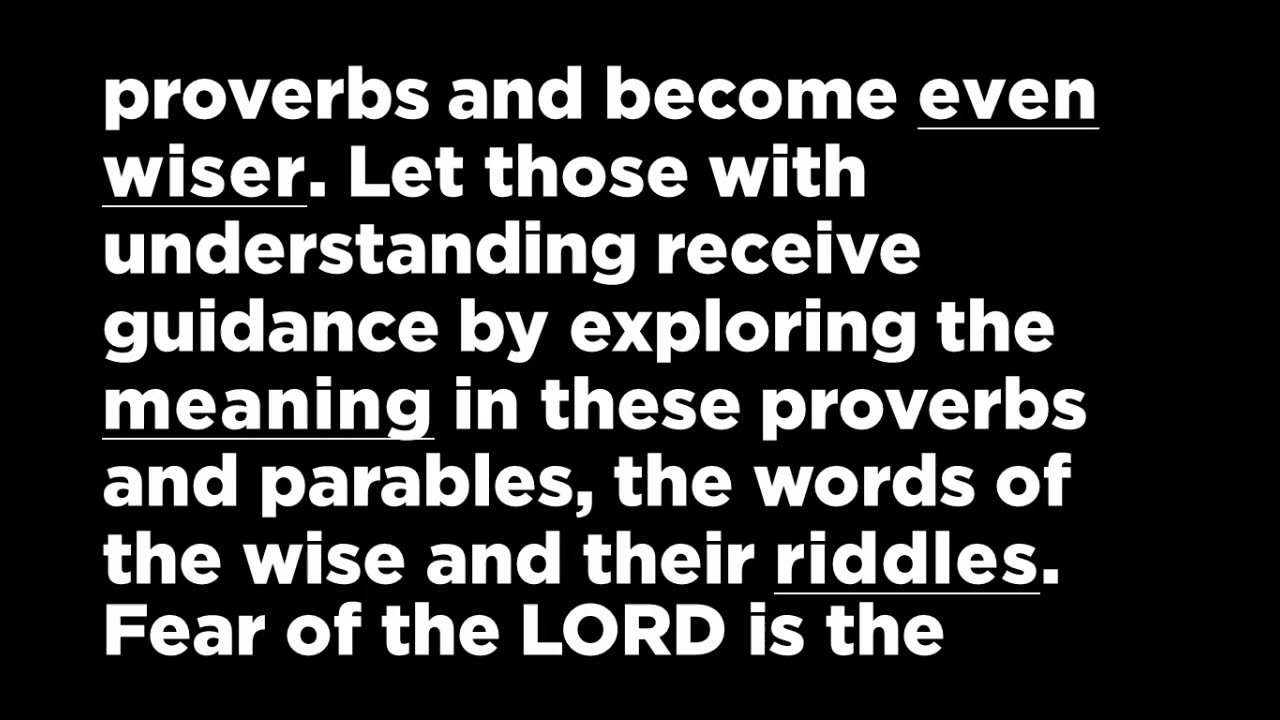 proverbs and become even
wiser. Let those with
understanding receive
guidance by exploring the
meaning in these proverbs
and parables, the words of
the wise and their riddles.
Fear of the LORD is the